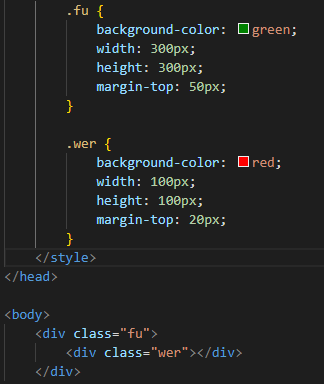 .fu {
background-color: green;
width: 300px;
height: 300px;
margin-top: 50px;
}
.wer {
background-color: red;
width: 100px;
height: 100px;
margin-top: 20px;
}
</style>
</head>
<body>
<div class="fu">
<div class="wer"></div>
</div>